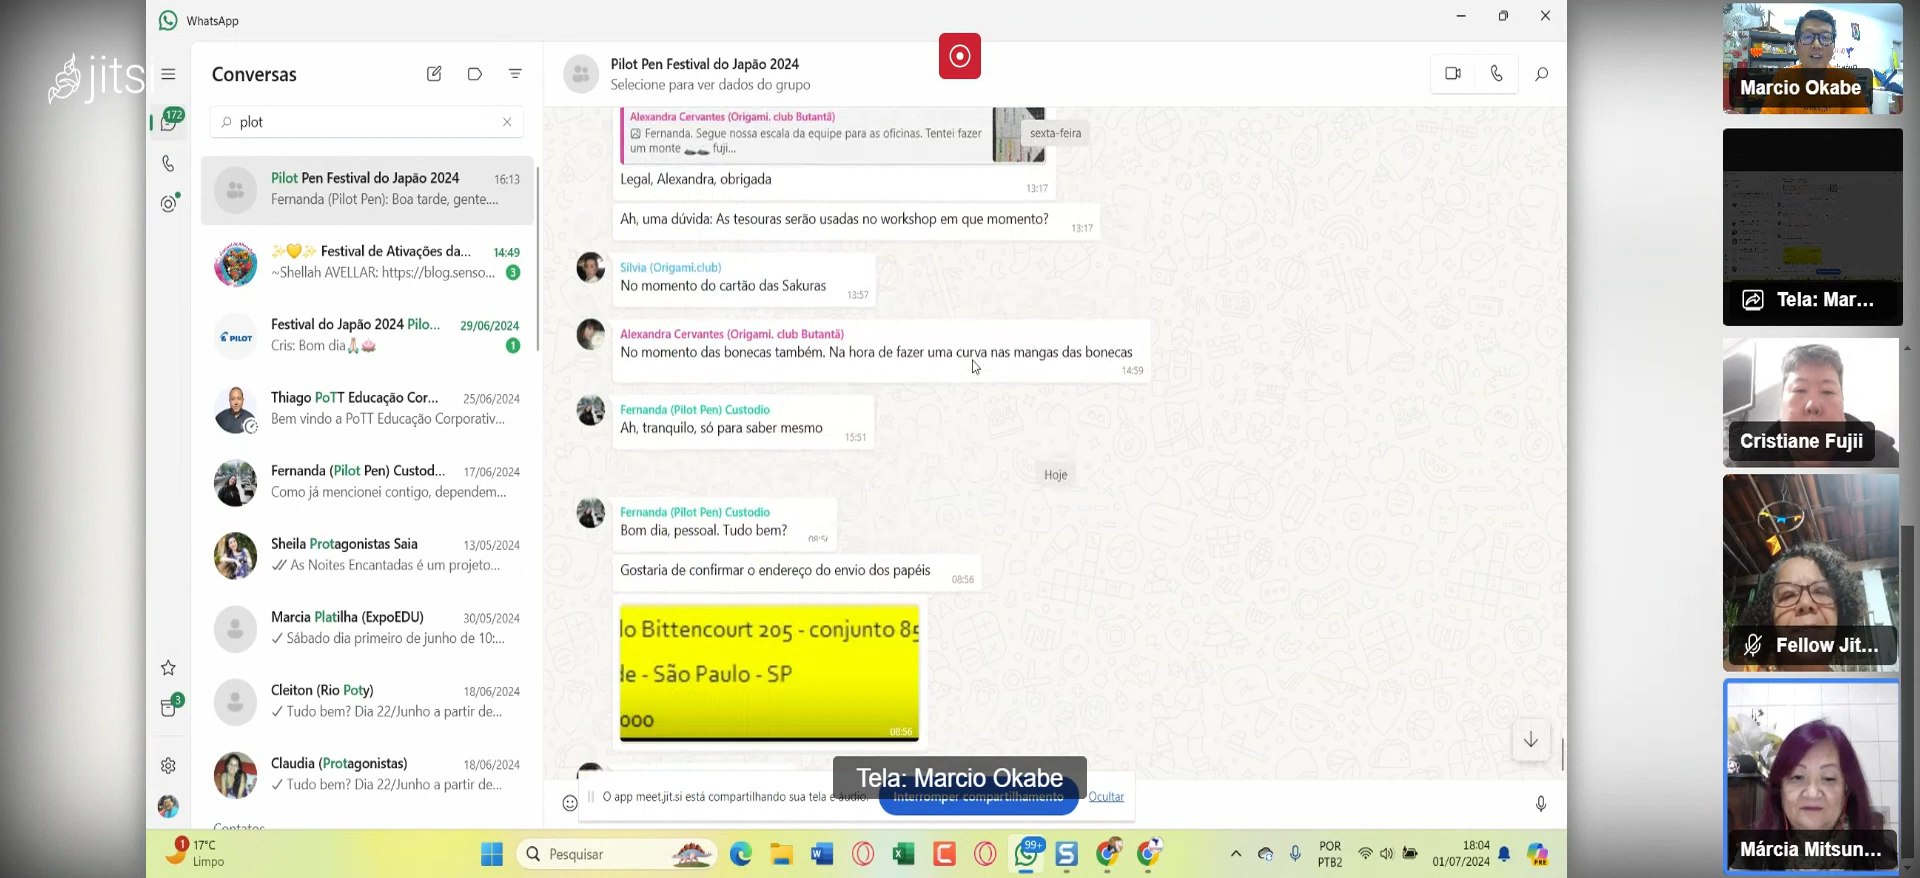 WhatsApp
jitsi
Conversas
172
plot
Pilot Pen Festival do Japão 2024 16:13
Fernanda (Pilot Pen): Boa tarde, gente....
✨💛✨ Festival de Ativações da... 14:49
~Shellah AVELLAR: https://blog.senso... 3
PILOT
Festival do Japão 2024 Pilo... 29/06/2024
Cris: Bom dia🙏🏻🪷 1
Thiago PoTT Educação Cor... 25/06/2024
Bem vindo a PoTT Educação Corporativ...
Fernanda (Pilot Pen) Custod... 17/06/2024
Como já mencionei contigo, dependem...
Sheila Protagonistas Saia 13/05/2024
As Noites Encantadas é um projeto...
Marcia Platilha (ExpoEDU) 30/05/2024
Sábado dia primeiro de junho de 10:...
Cleiton (Rio Poty) 18/06/2024
Tudo bem? Dia 22/Junho a partir de...
Claudia (Protagonistas) 18/06/2024
Tudo bem? Dia 22/Junho a partir de...
Contatos
3
Pilot Pen Festival do Japão 2024
Selecione para ver dados do grupo
Alexandra Cervantes (Origami. club Butantã)
Fernanda. Segue nossa escala da equipe para as oficinas. Tentei fazer
um monte fuji...
sexta-feira
Legal, Alexandra, obrigada
13:17
Ah, uma dúvida: As tesouras serão usadas no workshop em que momento?
13:17
Silvia (Origami.club)
No momento do cartão das Sakuras
13:57
Alexandra Cervantes (Origami. club Butantã)
No momento das bonecas também. Na hora de fazer uma curva nas mangas das bonecas
14:59
Fernanda (Pilot Pen) Custodio
Ah, tranquilo, só para saber mesmo
15:51
Hoje
Fernanda (Pilot Pen) Custodio
Bom dia, pessoal. Tudo bem?
08:56
Gostaria de confirmar o endereço do envio dos papéis
08:56
lo Bittencourt 205 - conjunto 85
de - São Paulo - SP
000
08:56
Tela: Marcio Okabe
O app meet.jit.si está compartilhando sua tela e áudio.
Interromper compartilhamento
Ocultar
1
17°C
Limpo
Pesquisar
99+
POR
PTB2
18:04
01/07/2024
PRE
Marcio Okabe
Tela: Mar...
Cristiane Fujii
Fellow Jit...
Márcia Mitsun...